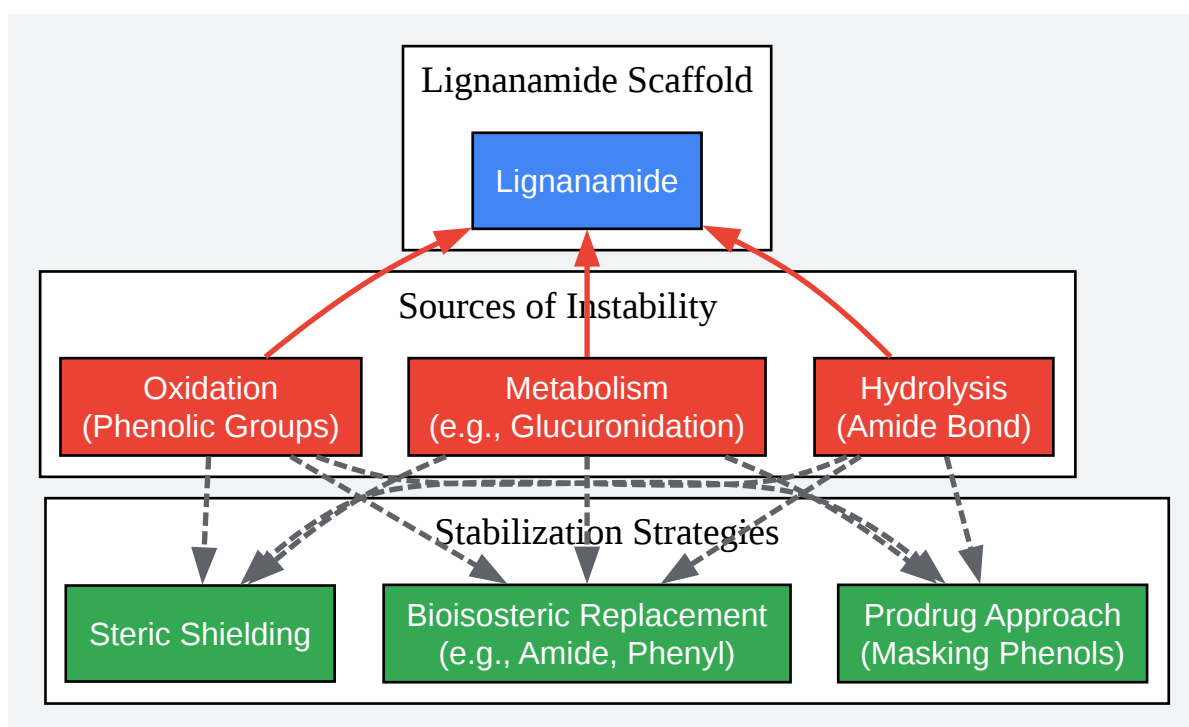 Lignanamide Scaffold
Lignanamide
Sources of Instability
Oxidation
(Phenolic Groups)
Metabolism
(e.g., Glucuronidation)
Hydrolysis
(Amide Bond)
Stabilization Strategies
Steric Shielding
Bioisosteric Replacement
(e.g., Amide, Phenyl)
Prodrug Approach
(Masking Phenols)